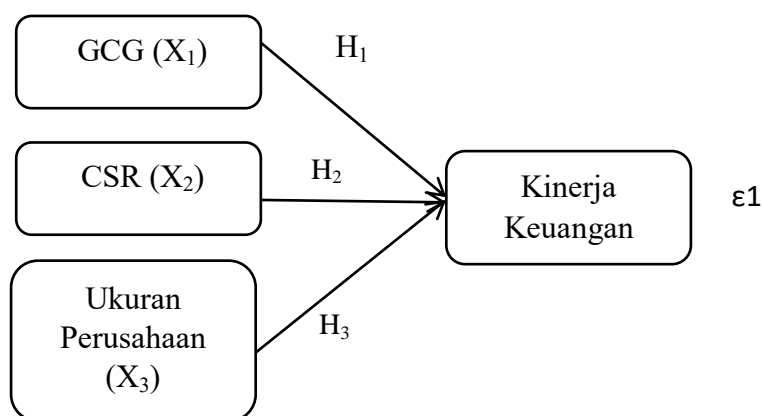 GCG (X₁)
H₁
CSR (X₂)
H₂
Kinerja
Keuangan
ε1
Ukuran
Perusahaan
(X₃)
H₃